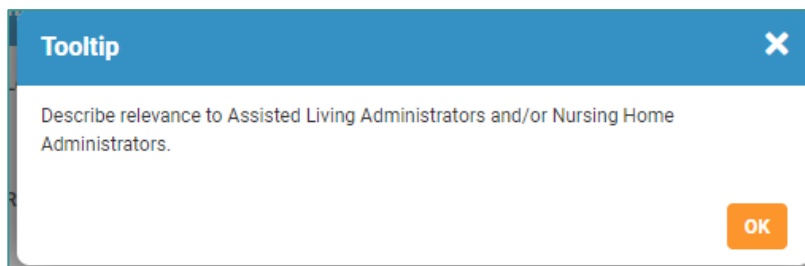 Tooltip
Describe relevance to Assisted Living Administrators and/or Nursing Home
Administrators.
OK